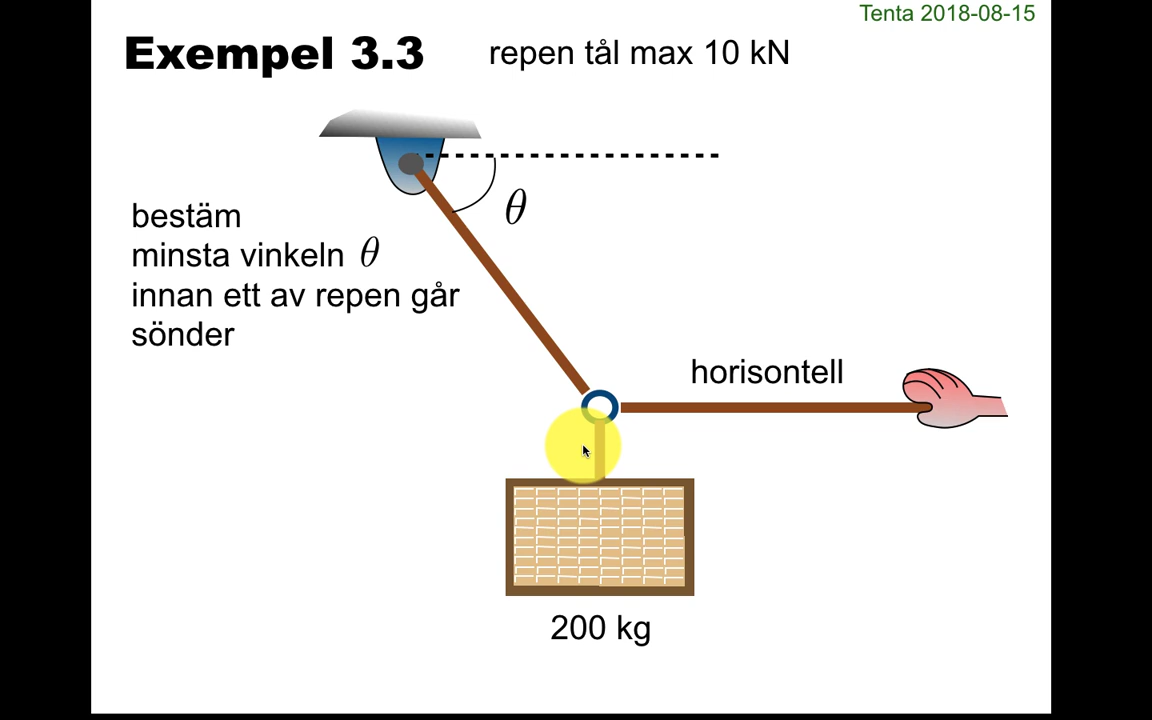 Tenta 2018-08-15
Exempel 3.3 repen tål max 10 kN
θ
bestäm
minsta vinkeln θ
innan ett av repen går
sönder
horisontell
200 kg